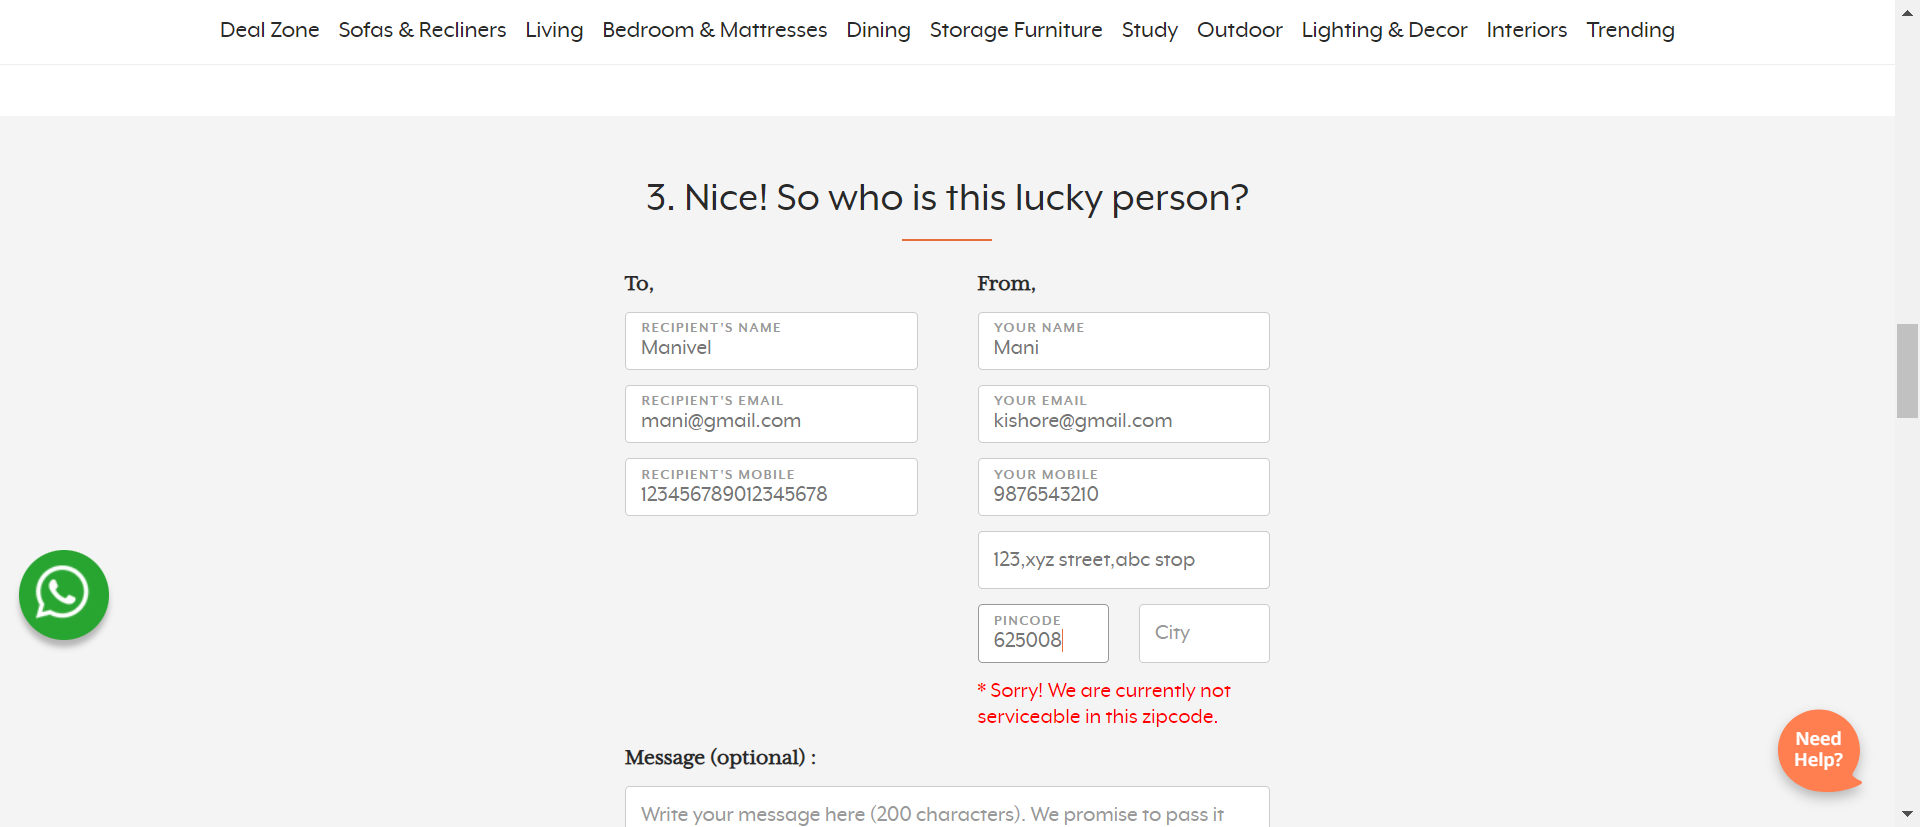 Deal Zone Sofas & Recliners Living Bedroom & Mattresses Dining Storage Furniture Study Outdoor Lighting & Decor Interiors Trending
3. Nice! So who is this lucky person?
To,
RECIPIENT'S NAME
Manivel
RECIPIENT'S EMAIL
mani@gmail.com
RECIPIENT'S MOBILE
123456789012345678
From,
YOUR NAME
Mani
YOUR EMAIL
kishore@gmail.com
YOUR MOBILE
9876543210
123,xyz street,abc stop
PINCODE
625008
City
* Sorry! We are currently not
serviceable in this zipcode.
Message (optional) :
Write your message here (200 characters). We promise to pass it
Need
Help?